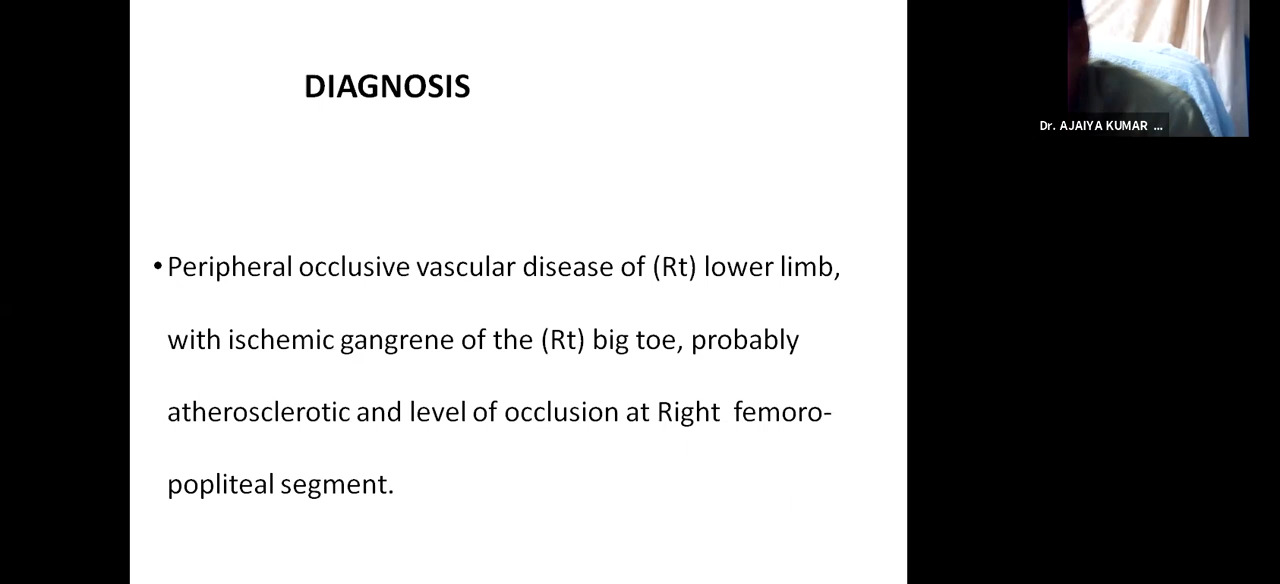 DIAGNOSIS
• Peripheral occlusive vascular disease of (Rt) lower limb,
with ischemic gangrene of the (Rt) big toe, probably
atherosclerotic and level of occlusion at Right femoro-
popliteal segment.
Dr. AJAIYA KUMAR ...